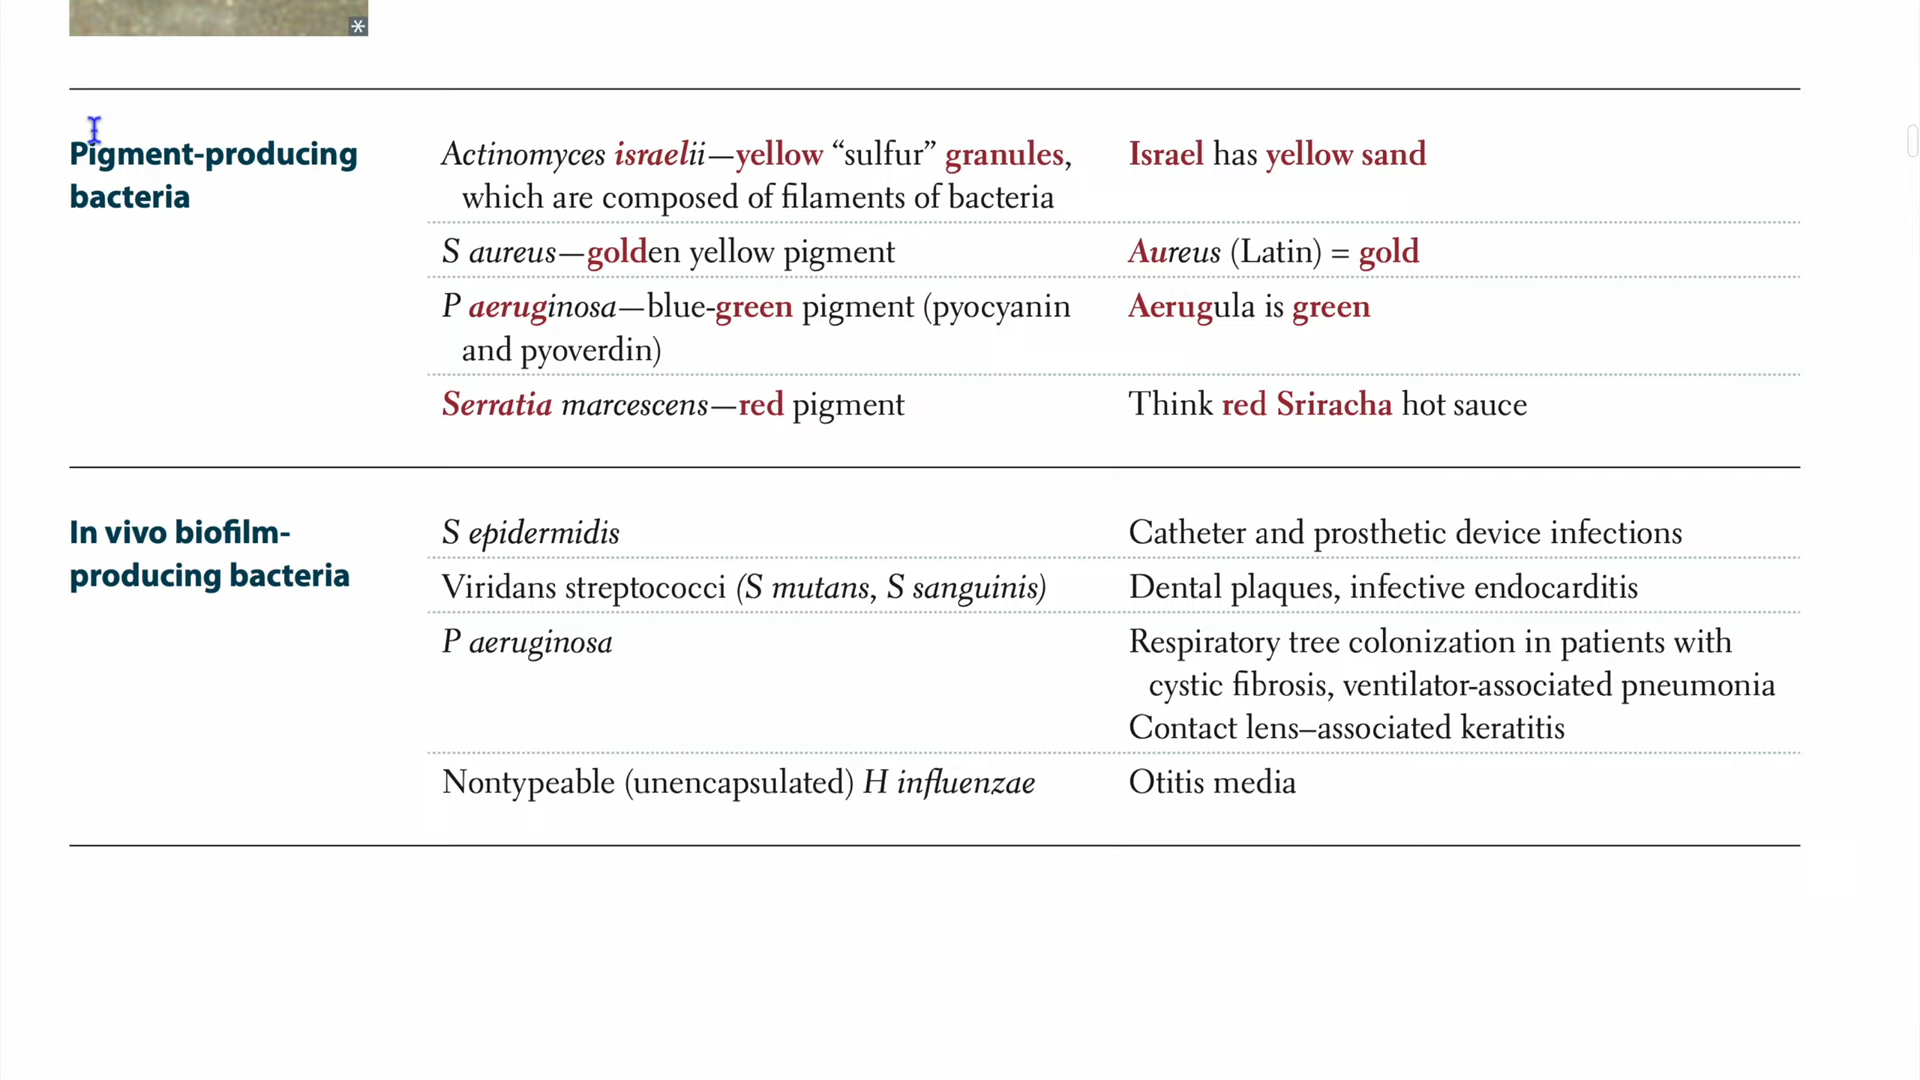 *
Pigment-producing
bacteria
Actinomyces israelii—yellow “sulfur” granules,
which are composed of filaments of bacteria
Israel has yellow sand
S aureus—golden yellow pigment
Aureus (Latin) = gold
P aeruginosa—blue-green pigment (pyocyanin
and pyoverdin)
Aerugula is green
Serratia marcescens—red pigment
Think red Sriracha hot sauce
In vivo biofilm-
producing bacteria
S epidermidis
Catheter and prosthetic device infections
Viridans streptococci (S mutans, S sanguinis)
Dental plaques, infective endocarditis
P aeruginosa
Respiratory tree colonization in patients with
cystic fibrosis, ventilator-associated pneumonia
Contact lens–associated keratitis
Nontypeable (unencapsulated) H influenzae
Otitis media